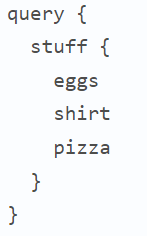 query {
  stuff {
    eggs
    shirt
    pizza
  }
}